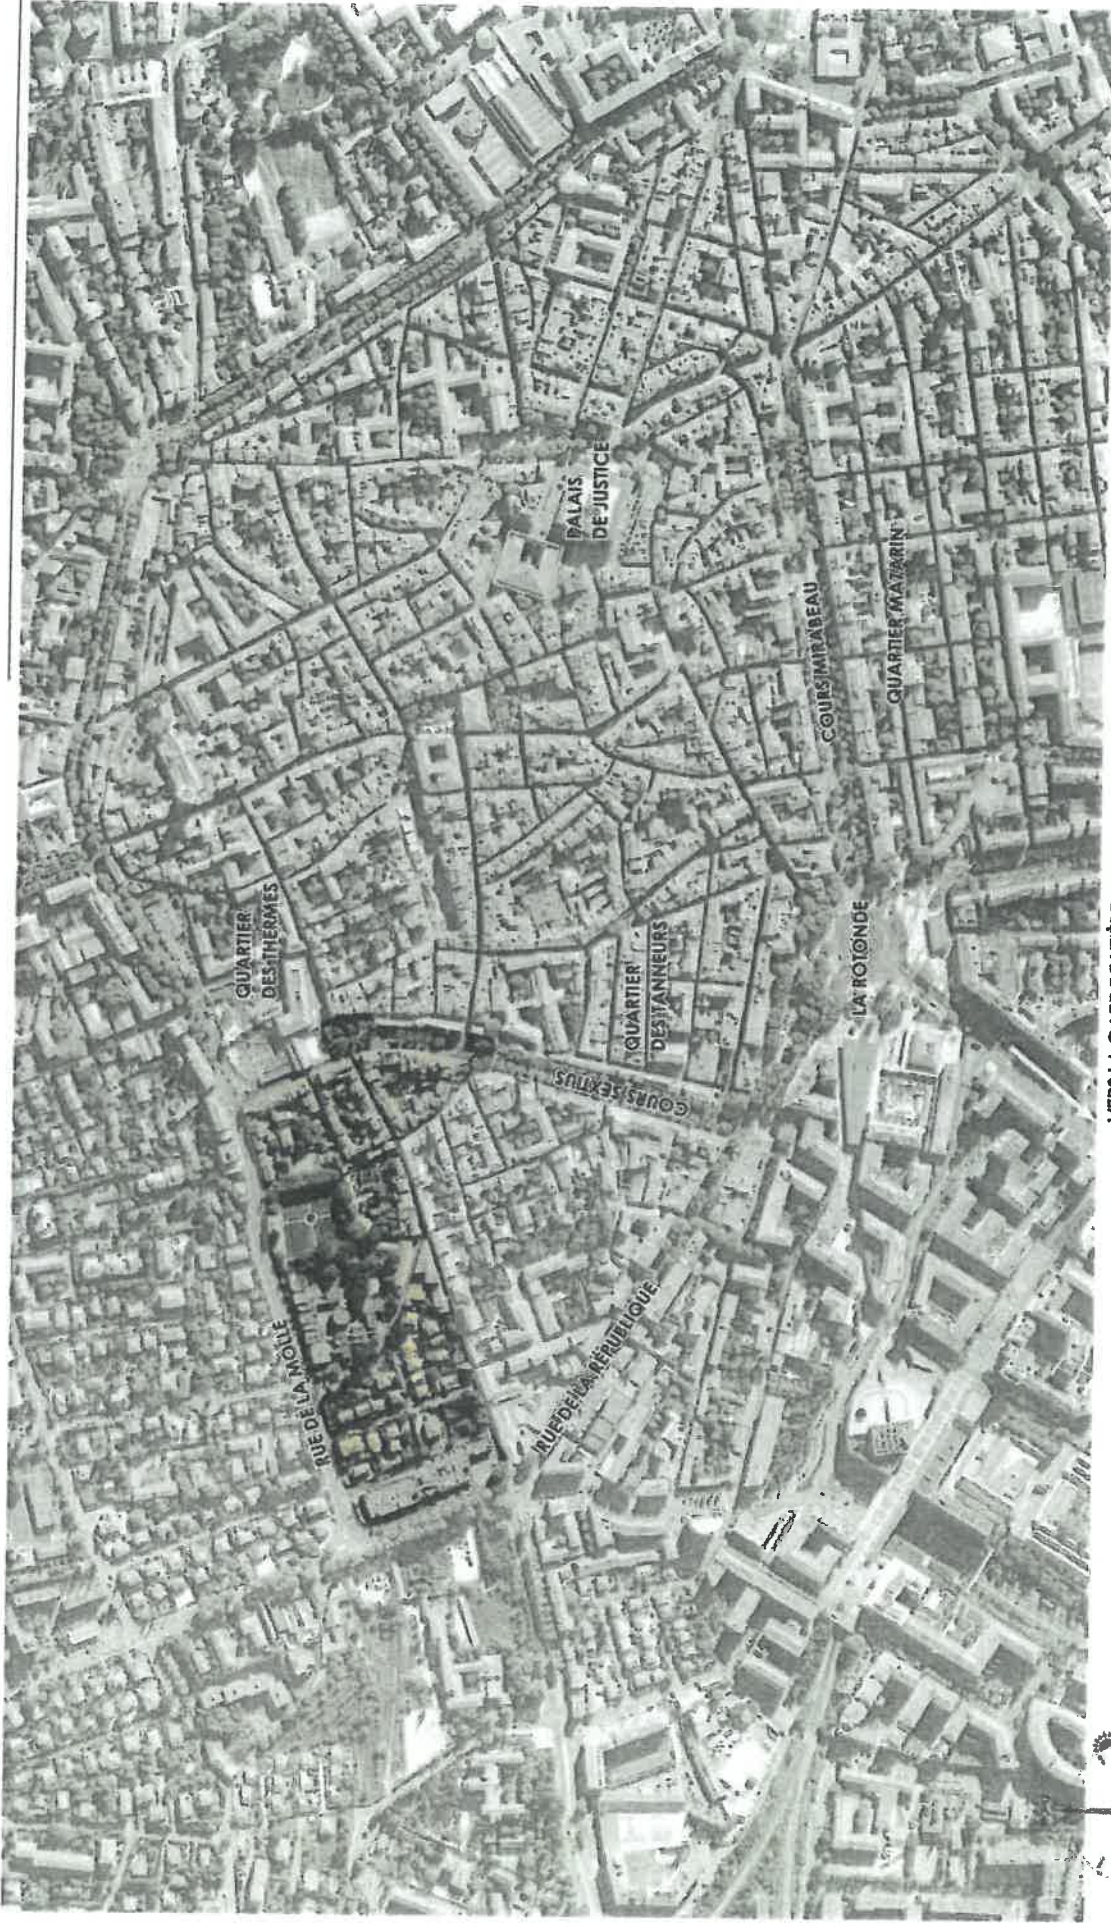 QUARTIER
DES THERMES
RUE DE LA MOLLE
PALAIS
DE JUSTICE
COURS SEXTIUS
QUARTIER
DES TANNEURS
RUE DE LA RÉPUBLIQUE
COURS MIRABEAU
QUARTIER MAZARIN
LA ROTONDE